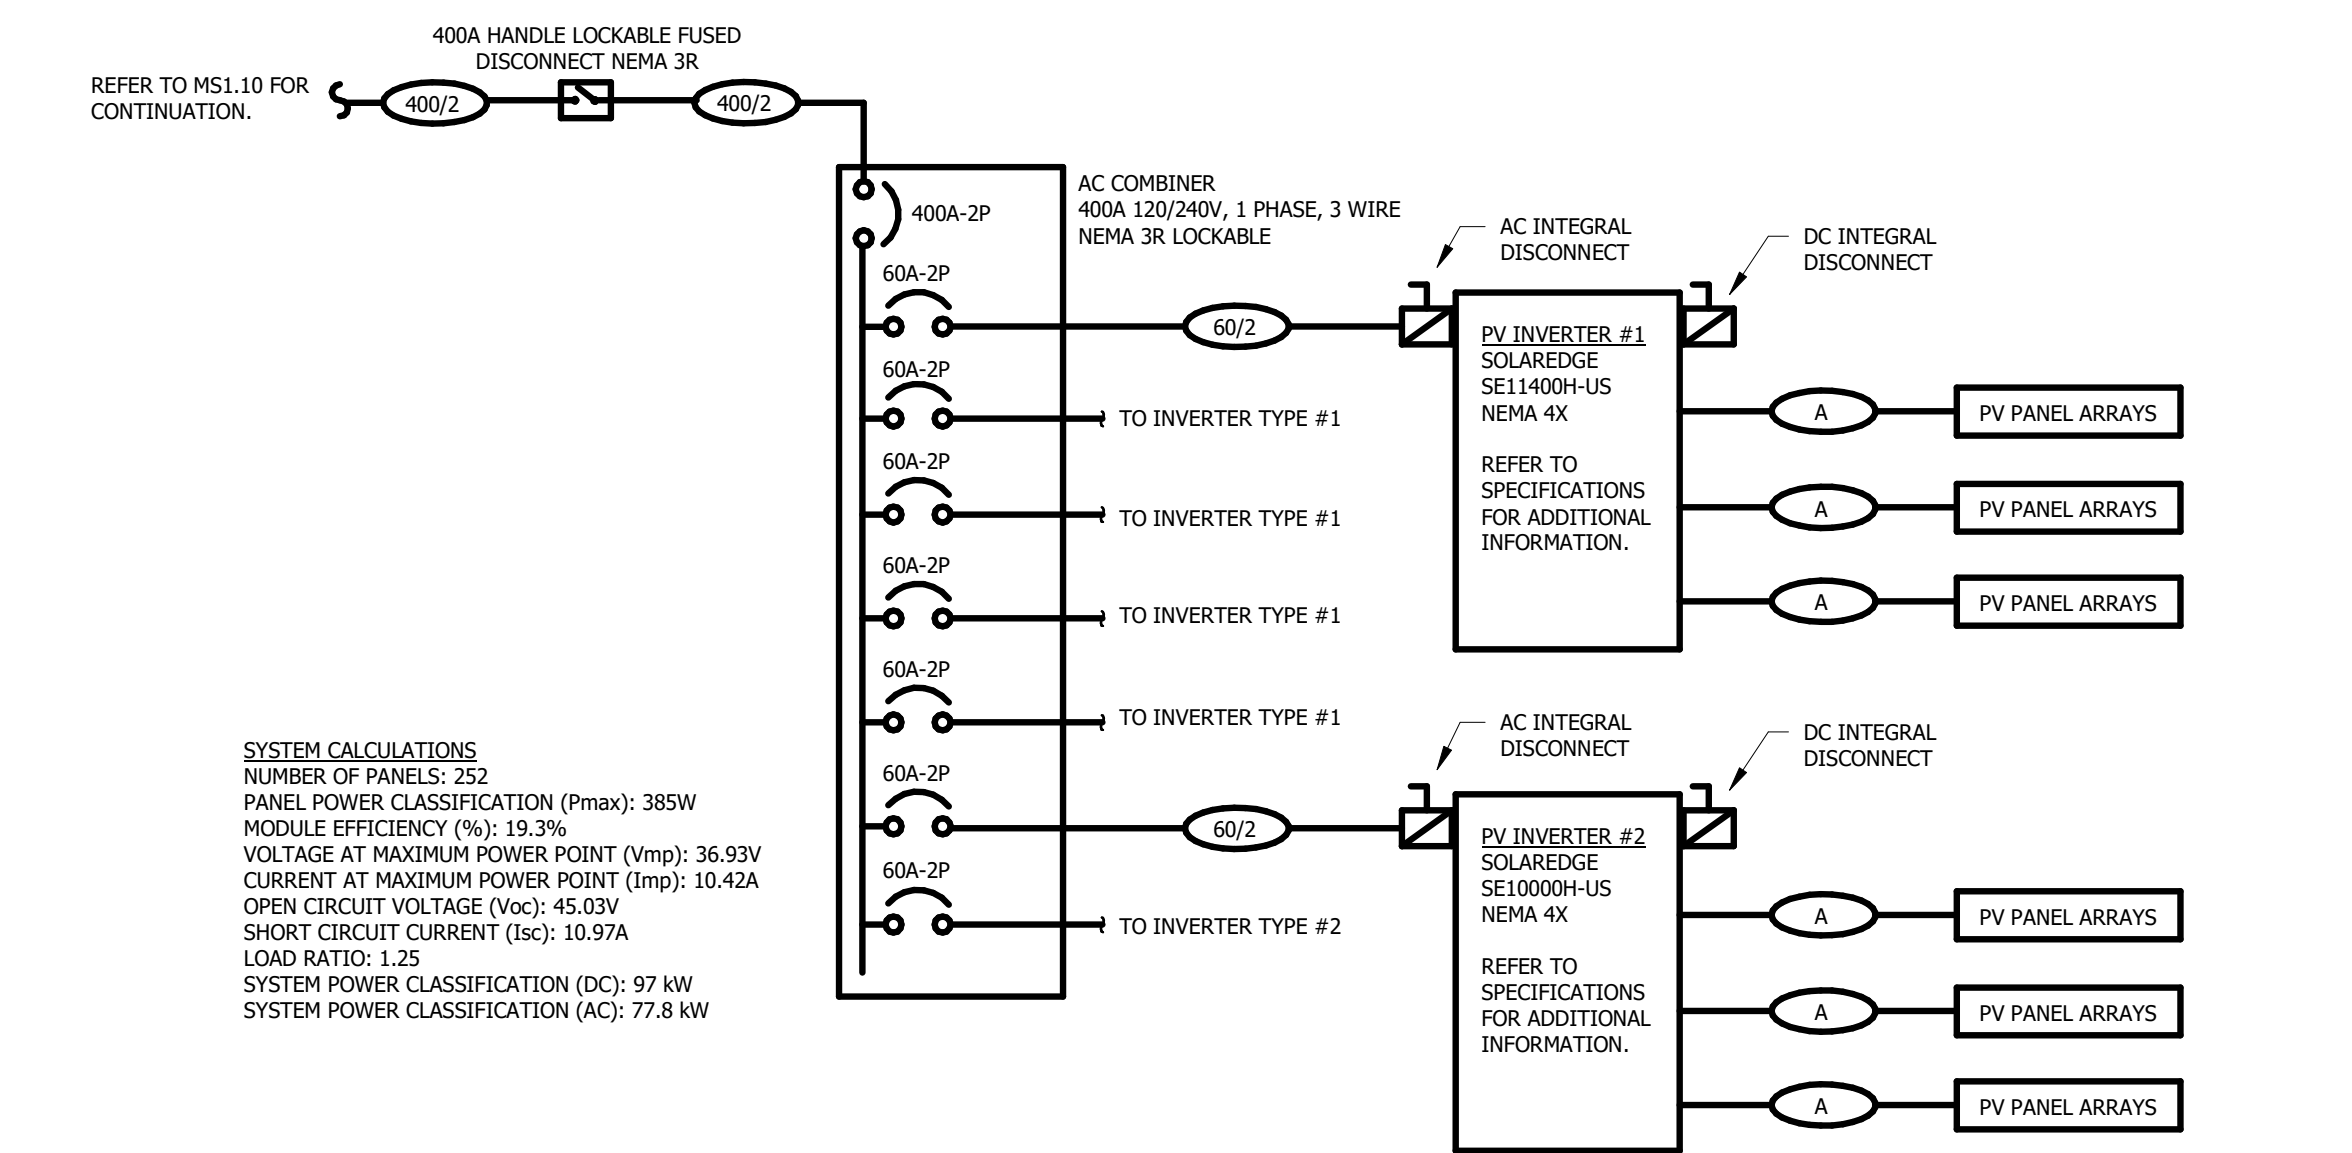 400A HANDLE LOCKABLE FUSED
DISCONNECT NEMA 3R
REFER TO MS1.10 FOR
CONTINUATION.
400/2
400/2
AC COMBINER
400A 120/240V, 1 PHASE, 3 WIRE
NEMA 3R LOCKABLE
400A-2P
60A-2P
60/2
AC INTEGRAL
DISCONNECT
DC INTEGRAL
DISCONNECT
PV INVERTER #1
SOLAREDGE
SE11400H-US
NEMA 4X
REFER TO
SPECIFICATIONS
FOR ADDITIONAL
INFORMATION.
A
PV PANEL ARRAYS
A
PV PANEL ARRAYS
A
PV PANEL ARRAYS
60A-2P
TO INVERTER TYPE #1
60A-2P
TO INVERTER TYPE #1
60A-2P
TO INVERTER TYPE #1
60A-2P
TO INVERTER TYPE #1
60A-2P
60/2
AC INTEGRAL
DISCONNECT
DC INTEGRAL
DISCONNECT
PV INVERTER #2
SOLAREDGE
SE10000H-US
NEMA 4X
REFER TO
SPECIFICATIONS
FOR ADDITIONAL
INFORMATION.
A
PV PANEL ARRAYS
A
PV PANEL ARRAYS
A
PV PANEL ARRAYS
60A-2P
TO INVERTER TYPE #2
SYSTEM CALCULATIONS
NUMBER OF PANELS: 252
PANEL POWER CLASSIFICATION (Pmax): 385W
MODULE EFFICIENCY (%): 19.3%
VOLTAGE AT MAXIMUM POWER POINT (Vmp): 36.93V
CURRENT AT MAXIMUM POWER POINT (Imp): 10.42A
OPEN CIRCUIT VOLTAGE (Voc): 45.03V
SHORT CIRCUIT CURRENT (Isc): 10.97A
LOAD RATIO: 1.25
SYSTEM POWER CLASSIFICATION (DC): 97 kW
SYSTEM POWER CLASSIFICATION (AC): 77.8 kW